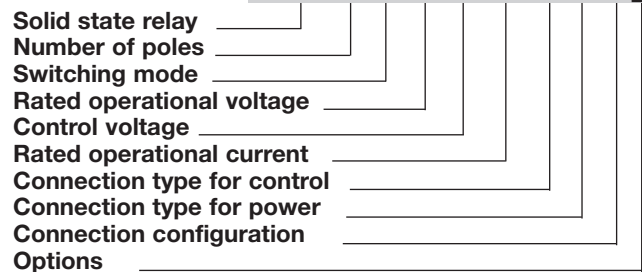 Solid state relay
Number of poles
Switching mode
Rated operational voltage
Control voltage
Rated operational current
Connection type for control
Connection type for power
Connection configuration
Options